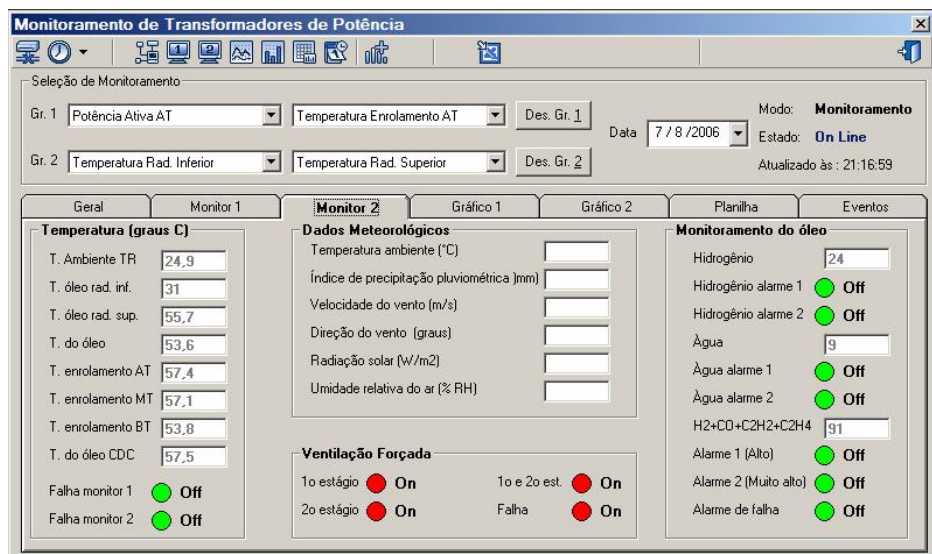 Monitoramento de Transformadores de Potência
1 2
Seleção de Monitoramento
Gr. 1 Potência Ativa AT Temperatura Enrolamento AT Des. Gr. 1
Data 7 / 8 /2006
Modo: Monitoramento
Estado: On Line
Gr. 2 Temperatura Rad. Inferior Temperatura Rad. Superior Des. Gr. 2
Atualizado às : 21:16:59
Geral Monitor 1 Monitor 2 Gráfico 1 Gráfico 2 Planilha Eventos
Temperatura (graus C)
T. Ambiente TR 24,9
T. óleo rad. inf. 31
T. óleo rad. sup. 55,7
T. do óleo 53,6
T. enrolamento AT 57,4
T. enrolamento MT 57,1
T. enrolamento BT 53,8
T. do óleo CDC 57,5
Falha monitor 1 Off
Falha monitor 2 Off
Dados Meteorológicos
Temperatura ambiente (°C)
Índice de precipitação pluviométrica )mm)
Velocidade do vento (m/s)
Direção do vento (graus)
Radiação solar (W/m2)
Umidade relativa do ar (% RH)
Ventilação Forçada
1o estágio On 1o e 2o est. On
2o estágio On Falha On
Monitoramento do óleo
Hidrogênio 24
Hidrogênio alarme 1 Off
Hidrogênio alarme 2 Off
Àgua 9
Àgua alarme 1 Off
Àgua alarme 2 Off
H2+CO+C2H2+C2H4 91
Alarme 1 (Alto) Off
Alarme 2 (Muito alto) Off
Alarme de falha Off